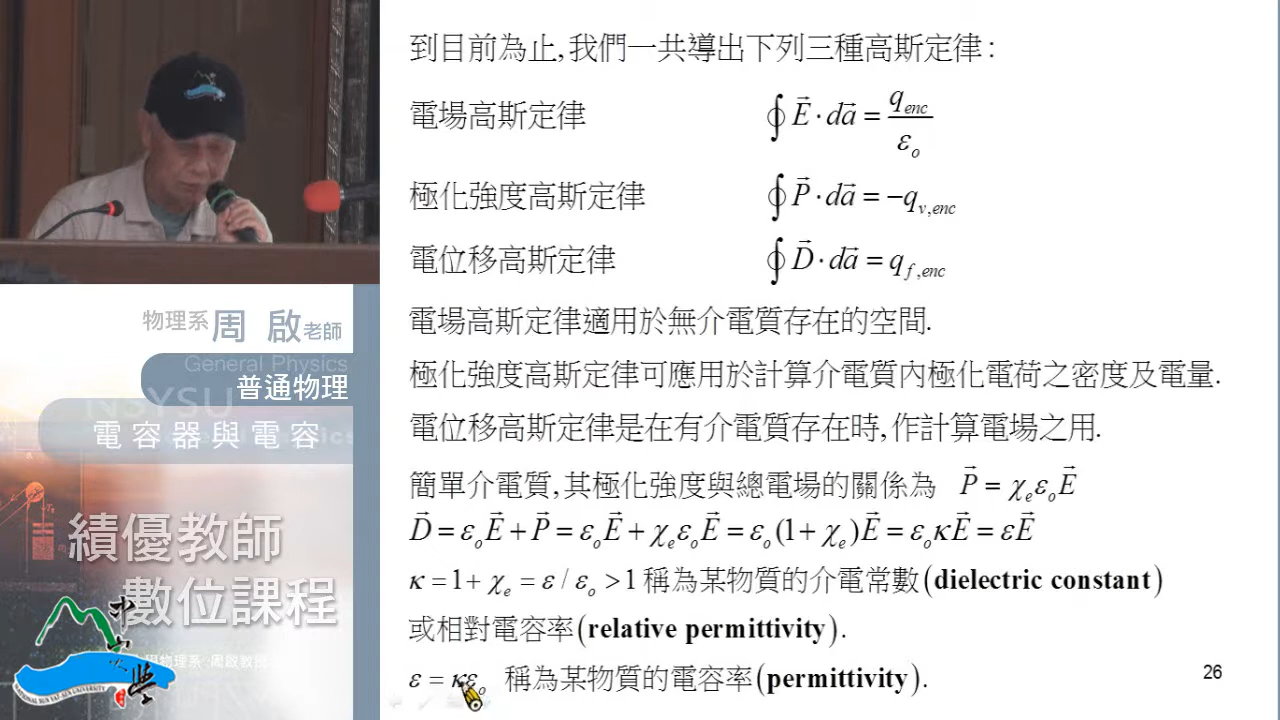 到目前為止,我們一共導出下列三種高斯定律:
電場高斯定律 ∮E⃗·da⃗ = q_enc/ε_o
極化強度高斯定律 ∮P⃗·da⃗ = −q_v,enc
電位移高斯定律 ∮D⃗·da⃗ = q_f,enc
電場高斯定律適用於無介電質存在的空間.
極化強度高斯定律可應用於計算介電質內極化電荷之密度及電量.
電位移高斯定律是在有介電質存在時,作計算電場之用.
簡單介電質,其極化強度與總電場的關係為 P⃗ = χ_e ε_o E⃗
D⃗ = ε_o E⃗ + P⃗ = ε_o E⃗ + χ_e ε_o E⃗ = ε_o (1 + χ_e) E⃗ = ε_o κ E⃗ = ε E⃗
κ = 1 + χ_e = ε / ε_o > 1 稱為某物質的介電常數(dielectric constant)
或相對電容率(relative permittivity).
ε = κε_o 稱為某物質的電容率(permittivity).
26
物理系 周 啟 老師
General Physics
普通物理
NSYSU
電容器與電容
績優教師
數位課程